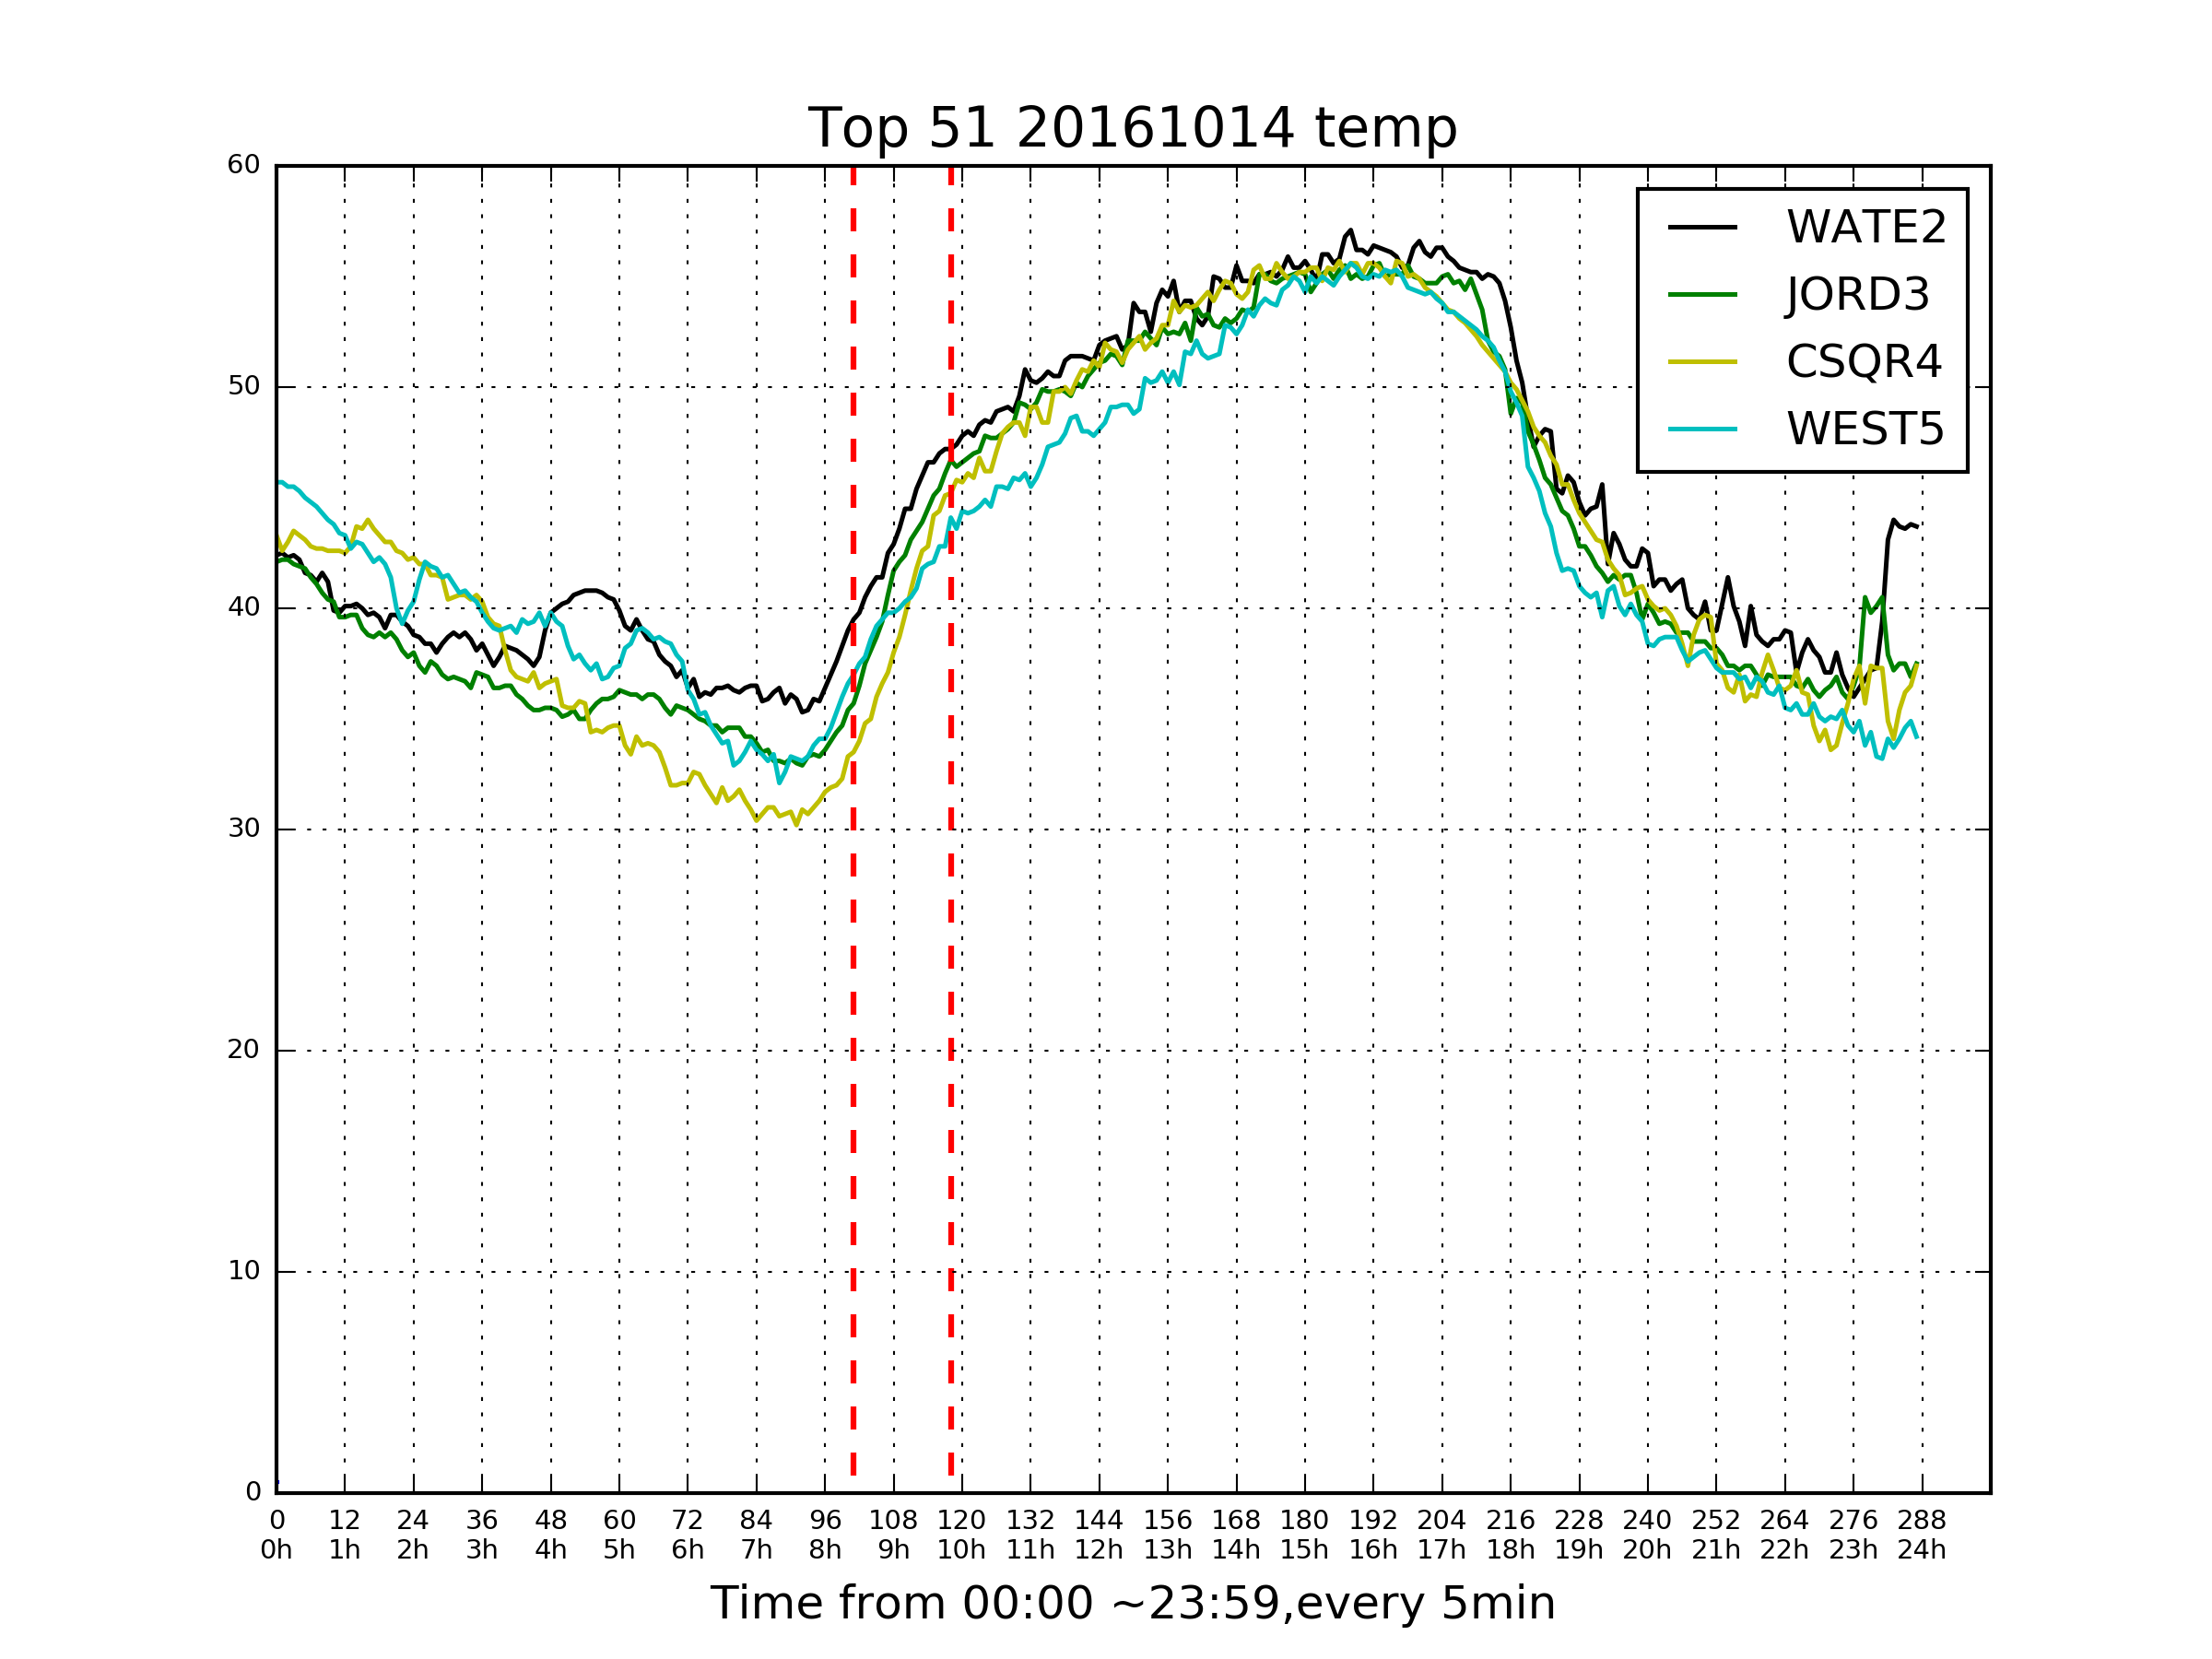 Top 51 20161014 temp
60
50
40
30
20
10
0
WATE2
JORD3
CSQR4
WEST5
0 12 24 36 48 60 72 84 96 108 120 132 144 156 168 180 192 204 216 228 240 252 264 276 288
0h 1h 2h 3h 4h 5h 6h 7h 8h 9h 10h 11h 12h 13h 14h 15h 16h 17h 18h 19h 20h 21h 22h 23h 24h
Time from 00:00 ~23:59,every 5min